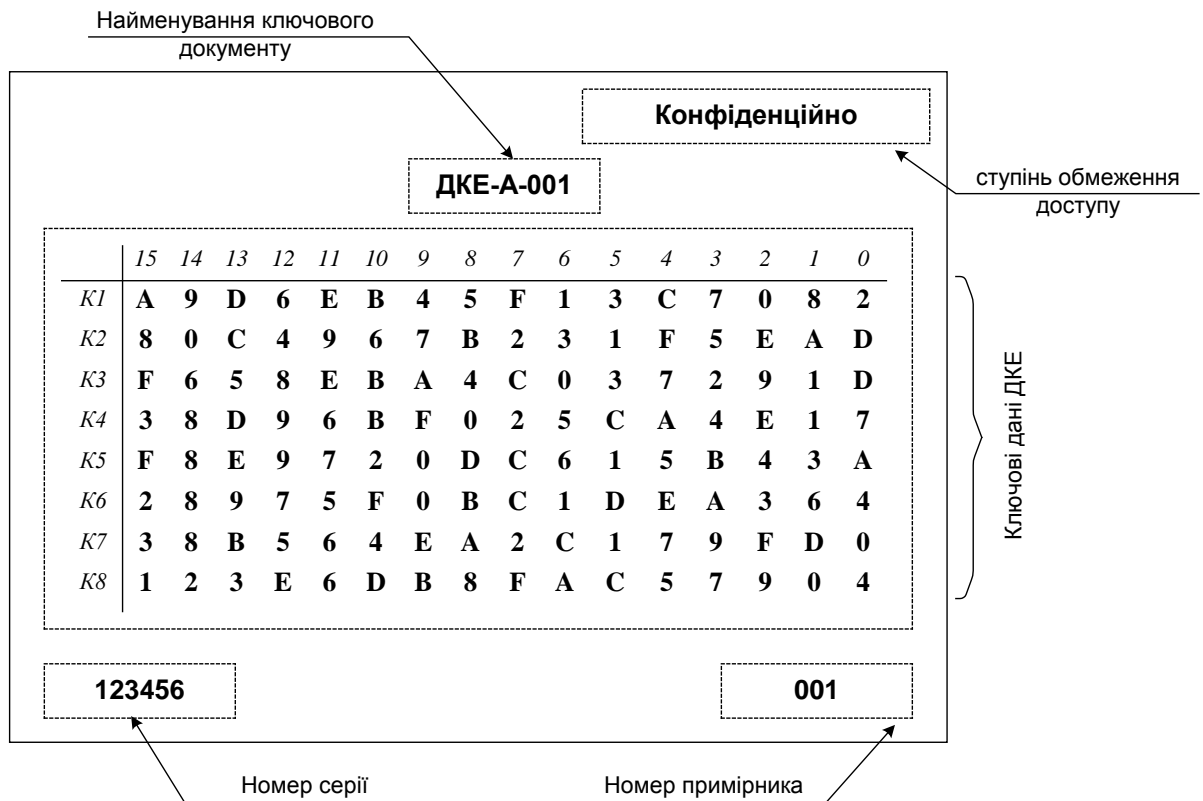 Найменування ключового
документу
Конфіденційно
ДКЕ-А-001
ступінь обмеження
доступу
15 14 13 12 11 10 9 8 7 6 5 4 3 2 1 0
K1 A 9 D 6 E B 4 5 F 1 3 C 7 0 8 2
K2 8 0 C 4 9 6 7 B 2 3 1 F 5 E A D
K3 F 6 5 8 E B A 4 C 0 3 7 2 9 1 D
K4 3 8 D 9 6 B F 0 2 5 C A 4 E 1 7
K5 F 8 E 9 7 2 0 D C 6 1 5 B 4 3 A
K6 2 8 9 7 5 F 0 B C 1 D E A 3 6 4
K7 3 8 B 5 6 4 E A 2 C 1 7 9 F D 0
K8 1 2 3 E 6 D B 8 F A C 5 7 9 0 4
Ключові дані ДКЕ
123456
001
Номер серії
Номер примірника